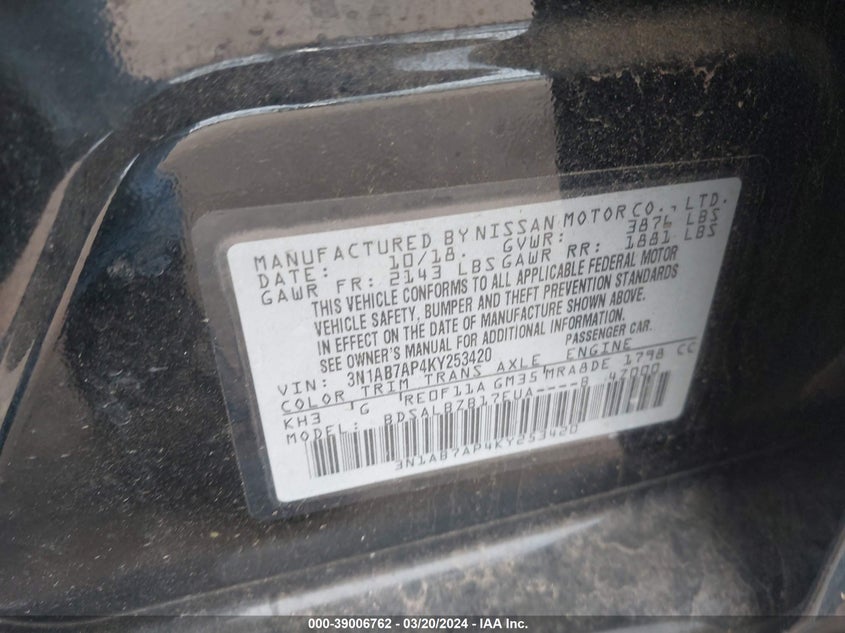 MANUFACTURED BY NISSAN MOTOR CO., LTD.
DATE: 10/18. GVWR: 3876 LBS
GAWR FR: 2143 LBS GAWR RR: 1881 LBS
THIS VEHICLE CONFORMS TO ALL APPLICABLE FEDERAL MOTOR
VEHICLE SAFETY, BUMPER AND THEFT PREVENTION STANDARDS
IN EFFECT ON THE DATE OF MANUFACTURE SHOWN ABOVE.
SEE OWNER'S MANUAL FOR ADDITIONAL INFORMATION.
VIN: 3N1AB7AP4KY253420 PASSENGER CAR.
COLOR TRIM TRANS AXLE ENGINE
KH3 G RE0F11A GM35 MRA8DE 1798 CC
MODEL: BDSALBZB17EUA----B 47000
3N1AB7AP4KY253420
000-39006762 - 03/20/2024 - IAA Inc.